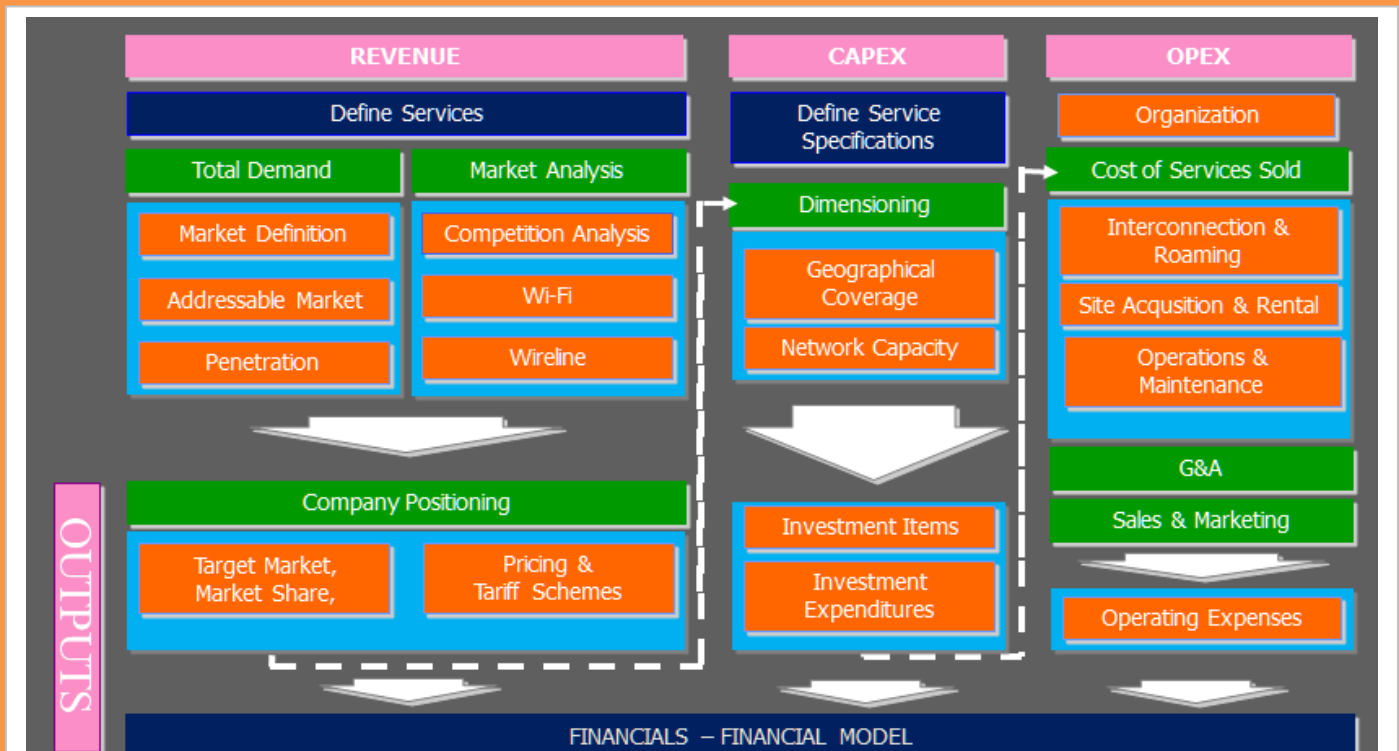 REVENUE
Define Services
Total Demand
Market Analysis
Market Definition
Competition Analysis
Addressable Market
Wi-Fi
Penetration
Wireline
Company Positioning
Target Market,
Market Share,
Pricing &
Tariff Schemes
CAPEX
Define Service
Specifications
Dimensioning
Geographical
Coverage
Network Capacity
Investment Items
Investment
Expenditures
OPEX
Organization
Cost of Services Sold
Interconnection &
Roaming
Site Acqusition & Rental
Operations &
Maintenance
G&A
Sales & Marketing
Operating Expenses
OUTPUTS
FINANCIALS – FINANCIAL MODEL